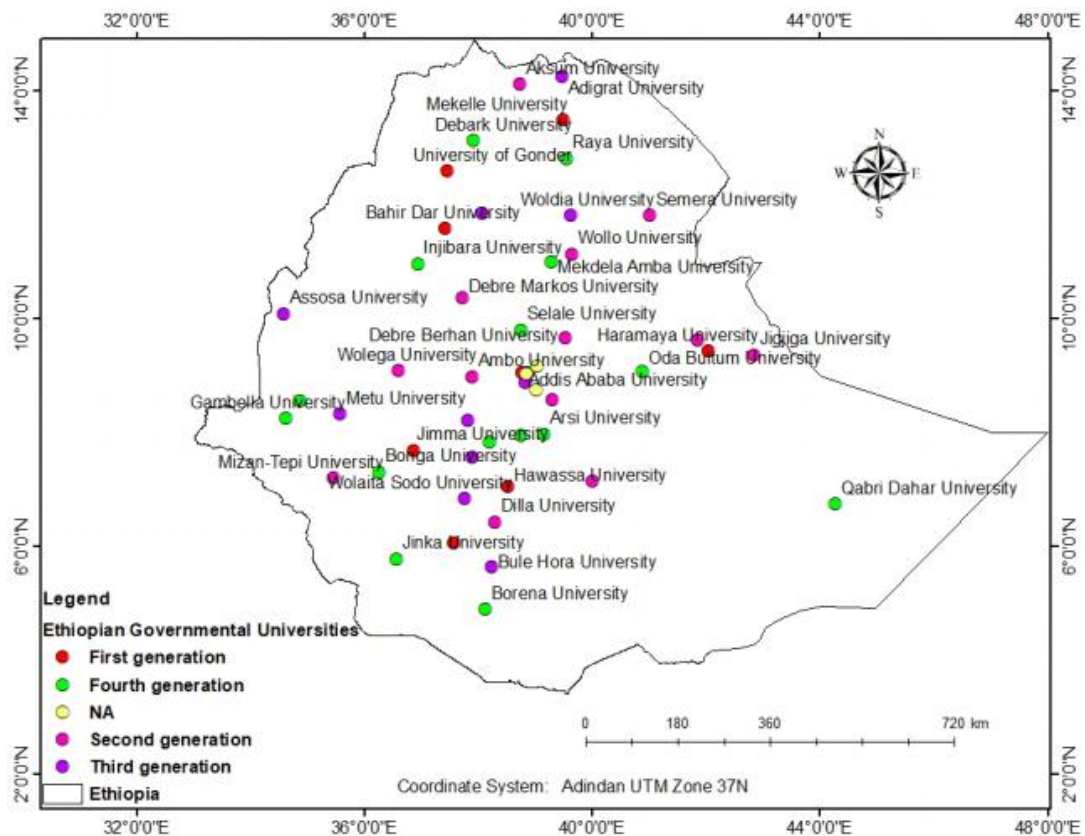 32°0'0"E 36°0'0"E 40°0'0"E 44°0'0"E 48°0'0"E
14°0'0"N 14°0'0"N
Aksum University
Adigrat University
Mekelle University
Debark University
Raya University
University of Gonder
N
W E
S
Woldia University Semera University
Bahir Dar University
Wollo University
Injibara University
Mekdela Amba University
Debre Markos University
Assosa University
Selale University
10°0'0"N 10°0'0"N
Debre Berhan University Haramaya University Jigjiga University
Wolega University Ambo University Oda Bultum University
Addis Ababa University
Gambella University Metu University
Arsi University
Jimma University
Bonga University
Mizan-Tepi University
Wolaita Sodo University Hawassa University
Qabri Dahar University
Dilla University
Jinka University
6°0'0"N 6°0'0"N
Bule Hora University
Borena University
Legend
Ethiopian Governmental Universities
First generation
Fourth generation
NA
Second generation
Third generation
Ethiopia
0 180 360 720 km
Coordinate System: Adindan UTM Zone 37N
2°0'0"N 2°0'0"N
32°0'0"E 36°0'0"E 40°0'0"E 44°0'0"E 48°0'0"E